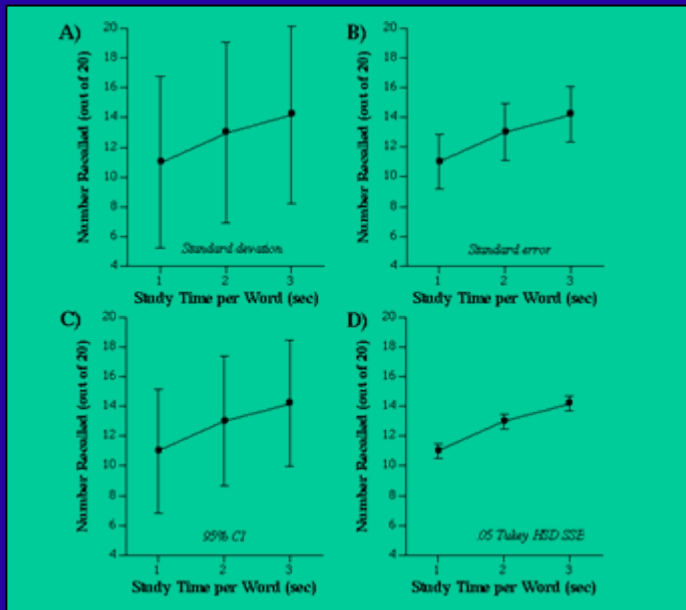 A)
Number Recalled (out of 20)
20
18
16
14
12
10
8
6
4
Standard devation
1 2 3
Study Time per Word (sec)
B)
Number Recalled (out of 20)
20
18
16
14
12
10
8
6
4
Standard error
1 2 3
Study Time per Word (sec)
C)
Number Recalled (out of 20)
20
18
16
14
12
10
8
6
4
95% CI
1 2 3
Study Time per Word (sec)
D)
Number Recalled (out of 20)
20
18
16
14
12
10
8
6
4
.05 Tukey HSD SSE
1 2 3
Study Time per Word (sec)